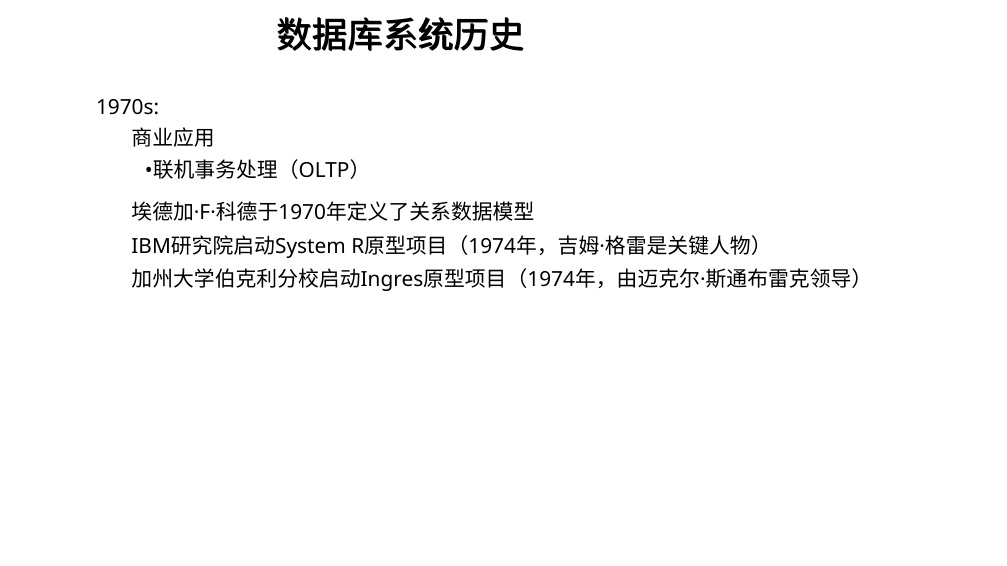 数据库系统历史
1970s:
商业应用
•联机事务处理（OLTP）
埃德加·F·科德于1970年定义了关系数据模型
IBM研究院启动System R原型项目（1974年，吉姆·格雷是关键人物）
加州大学伯克利分校启动Ingres原型项目（1974年，由迈克尔·斯通布雷克领导）